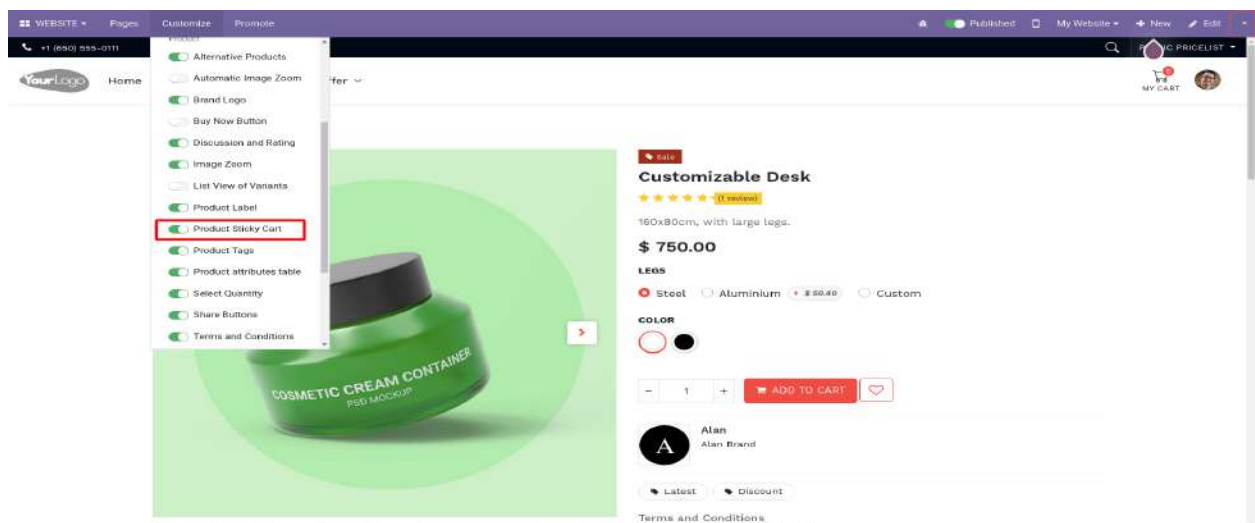 WEBSITE Pages Customize Promote Published My Website + New Edit
+1 (650) 555-0111
PRICELIST
YourLogo Home
MY CART
0
Product
Alternative Products
Automatic Image Zoom
Brand Logo
Buy Now Button
Discussion and Rating
Image Zoom
List View of Variants
Product Label
Product Sticky Cart
Product Tags
Product attributes table
Select Quantity
Share Buttons
Terms and Conditions
COSMETIC CREAM CONTAINER
PSD MOCKUP
Sale
Customizable Desk
(1 review)
160x80cm, with large legs.
$ 750.00
LEGS
Steel Aluminium + $ 50.40 Custom
COLOR
- 1 + ADD TO CART
A
Alan
Alan Brand
Latest Discount
Terms and Conditions